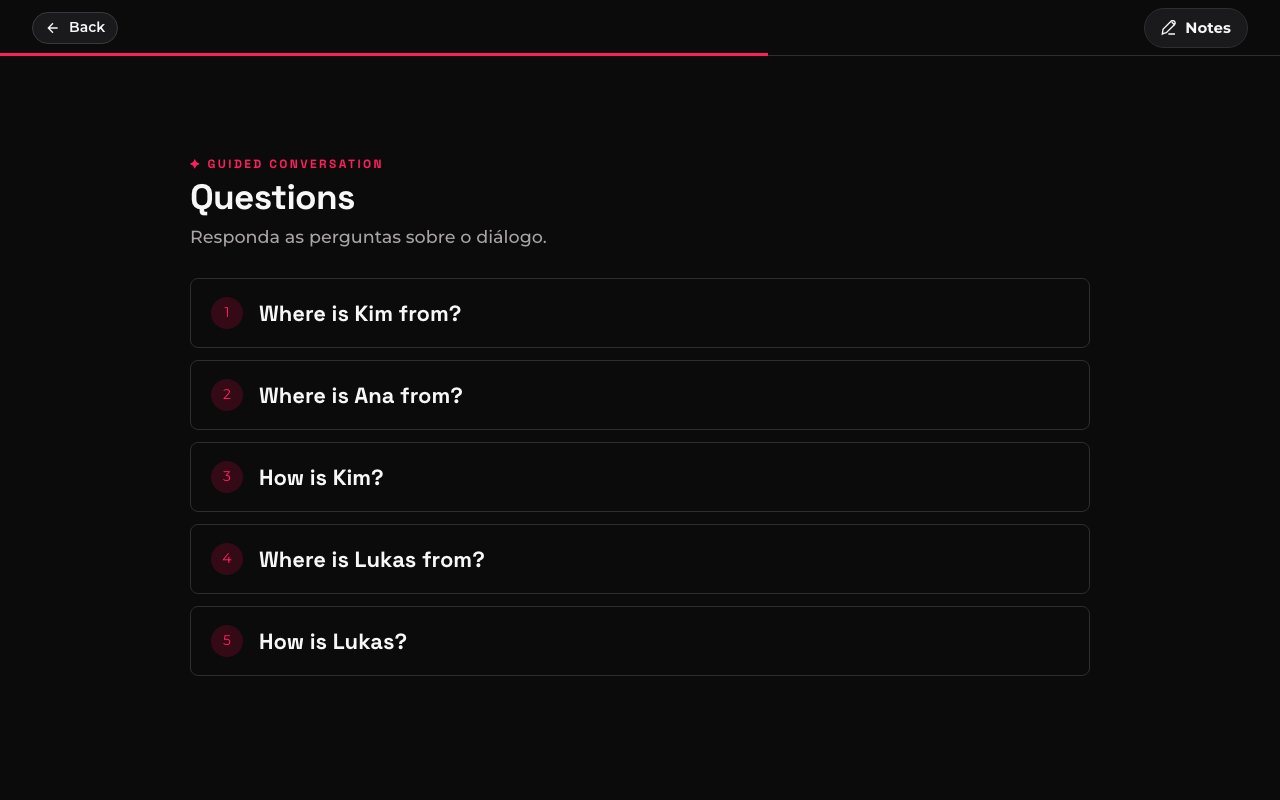 Back
Notes
GUIDED CONVERSATION
Questions
Responda as perguntas sobre o diálogo.
1 Where is Kim from?
2 Where is Ana from?
3 How is Kim?
4 Where is Lukas from?
5 How is Lukas?